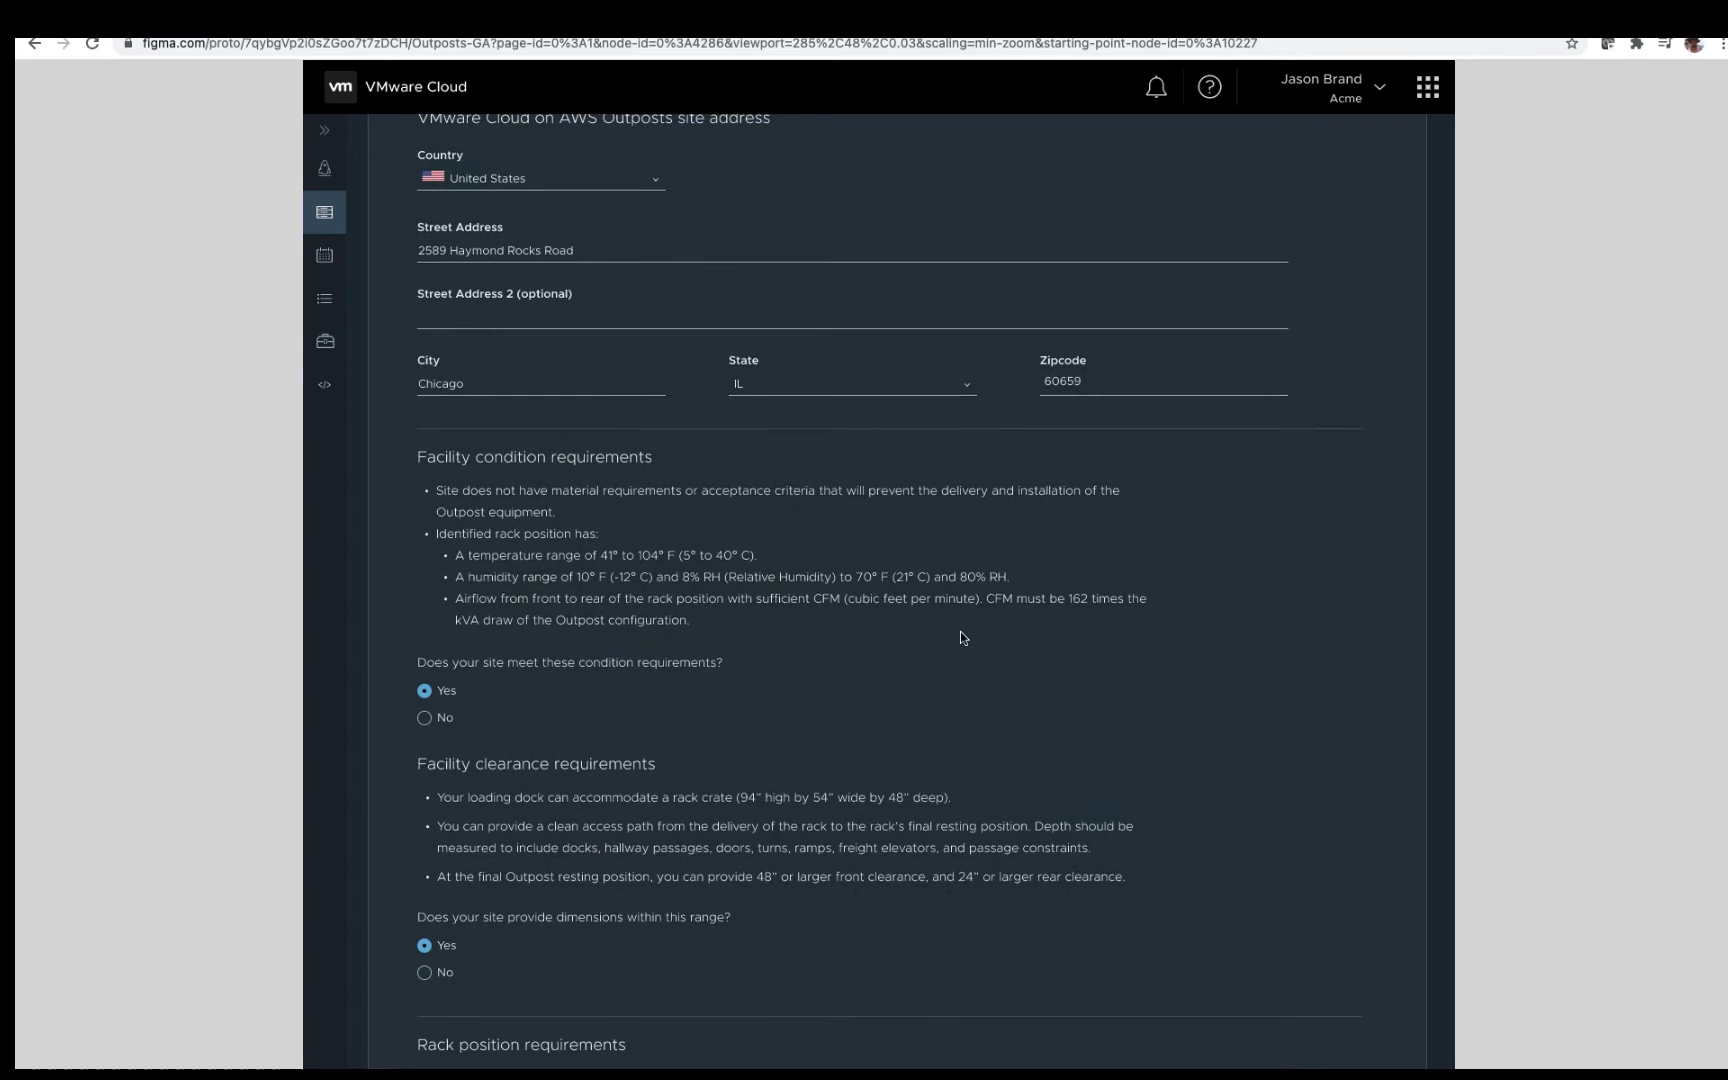 figma.com/proto/7qybgVp2i0sZGoo7t7zDCH/Outposts-GA?page-id=0%3A1&node-id=0%3A4286&viewport=285%2C48%2C0.03&scaling=min-zoom&starting-point-node-id=0%3A10227
vm VMware Cloud
Jason Brand
Acme
VMware Cloud on AWS Outposts site address
Country
United States
Street Address
2589 Haymond Rocks Road
Street Address 2 (optional)
City State Zipcode
Chicago IL 60659
Facility condition requirements
• Site does not have material requirements or acceptance criteria that will prevent the delivery and installation of the
Outpost equipment.
• Identified rack position has:
• A temperature range of 41° to 104° F (5° to 40° C).
• A humidity range of 10° F (-12° C) and 8% RH (Relative Humidity) to 70° F (21° C) and 80% RH.
• Airflow from front to rear of the rack position with sufficient CFM (cubic feet per minute). CFM must be 162 times the
kVA draw of the Outpost configuration.
Does your site meet these condition requirements?
Yes
No
Facility clearance requirements
• Your loading dock can accommodate a rack crate (94” high by 54” wide by 48” deep).
• You can provide a clean access path from the delivery of the rack to the rack’s final resting position. Depth should be
measured to include docks, hallway passages, doors, turns, ramps, freight elevators, and passage constraints.
• At the final Outpost resting position, you can provide 48” or larger front clearance, and 24” or larger rear clearance.
Does your site provide dimensions within this range?
Yes
No
Rack position requirements